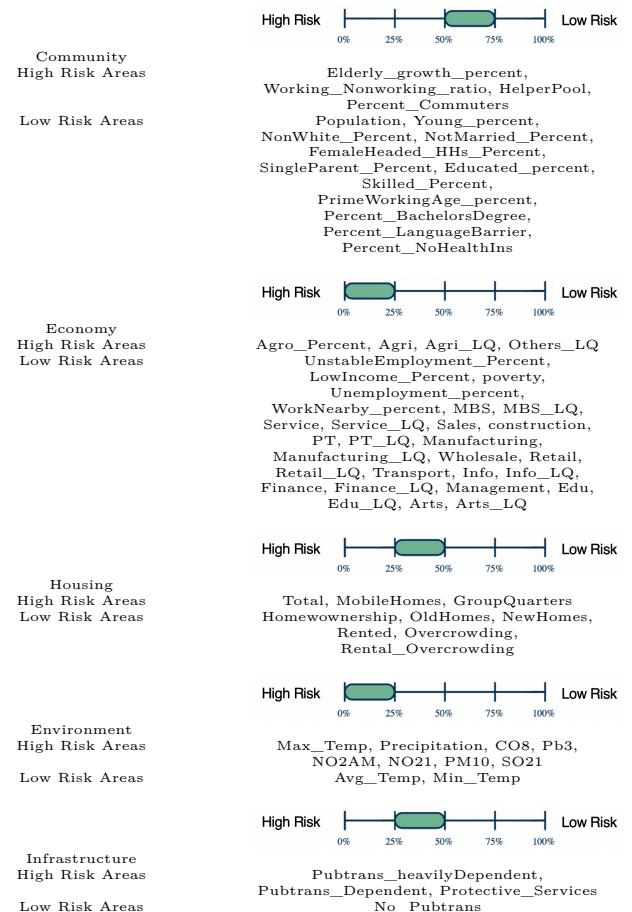 High Risk Low Risk
0% 25% 50% 75% 100%
Community
High Risk Areas Elderly_growth_percent,
Working_Nonworking_ratio, HelperPool,
Percent_Commuters
Low Risk Areas Population, Young_percent,
NonWhite_Percent, NotMarried_Percent,
FemaleHeaded_HHs_Percent,
SingleParent_Percent, Educated_percent,
Skilled_Percent,
PrimeWorkingAge_percent,
Percent_BachelorsDegree,
Percent_LanguageBarrier,
Percent_NoHealthIns
High Risk Low Risk
0% 25% 50% 75% 100%
Economy
High Risk Areas Agro_Percent, Agri, Agri_LQ, Others_LQ
Low Risk Areas UnstableEmployment_Percent,
LowIncome_Percent, poverty,
Unemployment_percent,
WorkNearby_percent, MBS, MBS_LQ,
Service, Service_LQ, Sales, construction,
PT, PT_LQ, Manufacturing,
Manufacturing_LQ, Wholesale, Retail,
Retail_LQ, Transport, Info, Info_LQ,
Finance, Finance_LQ, Management, Edu,
Edu_LQ, Arts, Arts_LQ
High Risk Low Risk
0% 25% 50% 75% 100%
Housing
High Risk Areas Total, MobileHomes, GroupQuarters
Low Risk Areas Homewownership, OldHomes, NewHomes,
Rented, Overcrowding,
Rental_Overcrowding
High Risk Low Risk
0% 25% 50% 75% 100%
Environment
High Risk Areas Max_Temp, Precipitation, CO8, Pb3,
NO2AM, NO21, PM10, SO21
Low Risk Areas Avg_Temp, Min_Temp
High Risk Low Risk
0% 25% 50% 75% 100%
Infrastructure
High Risk Areas Pubtrans_heavilyDependent,
Pubtrans_Dependent, Protective_Services
Low Risk Areas No Pubtrans